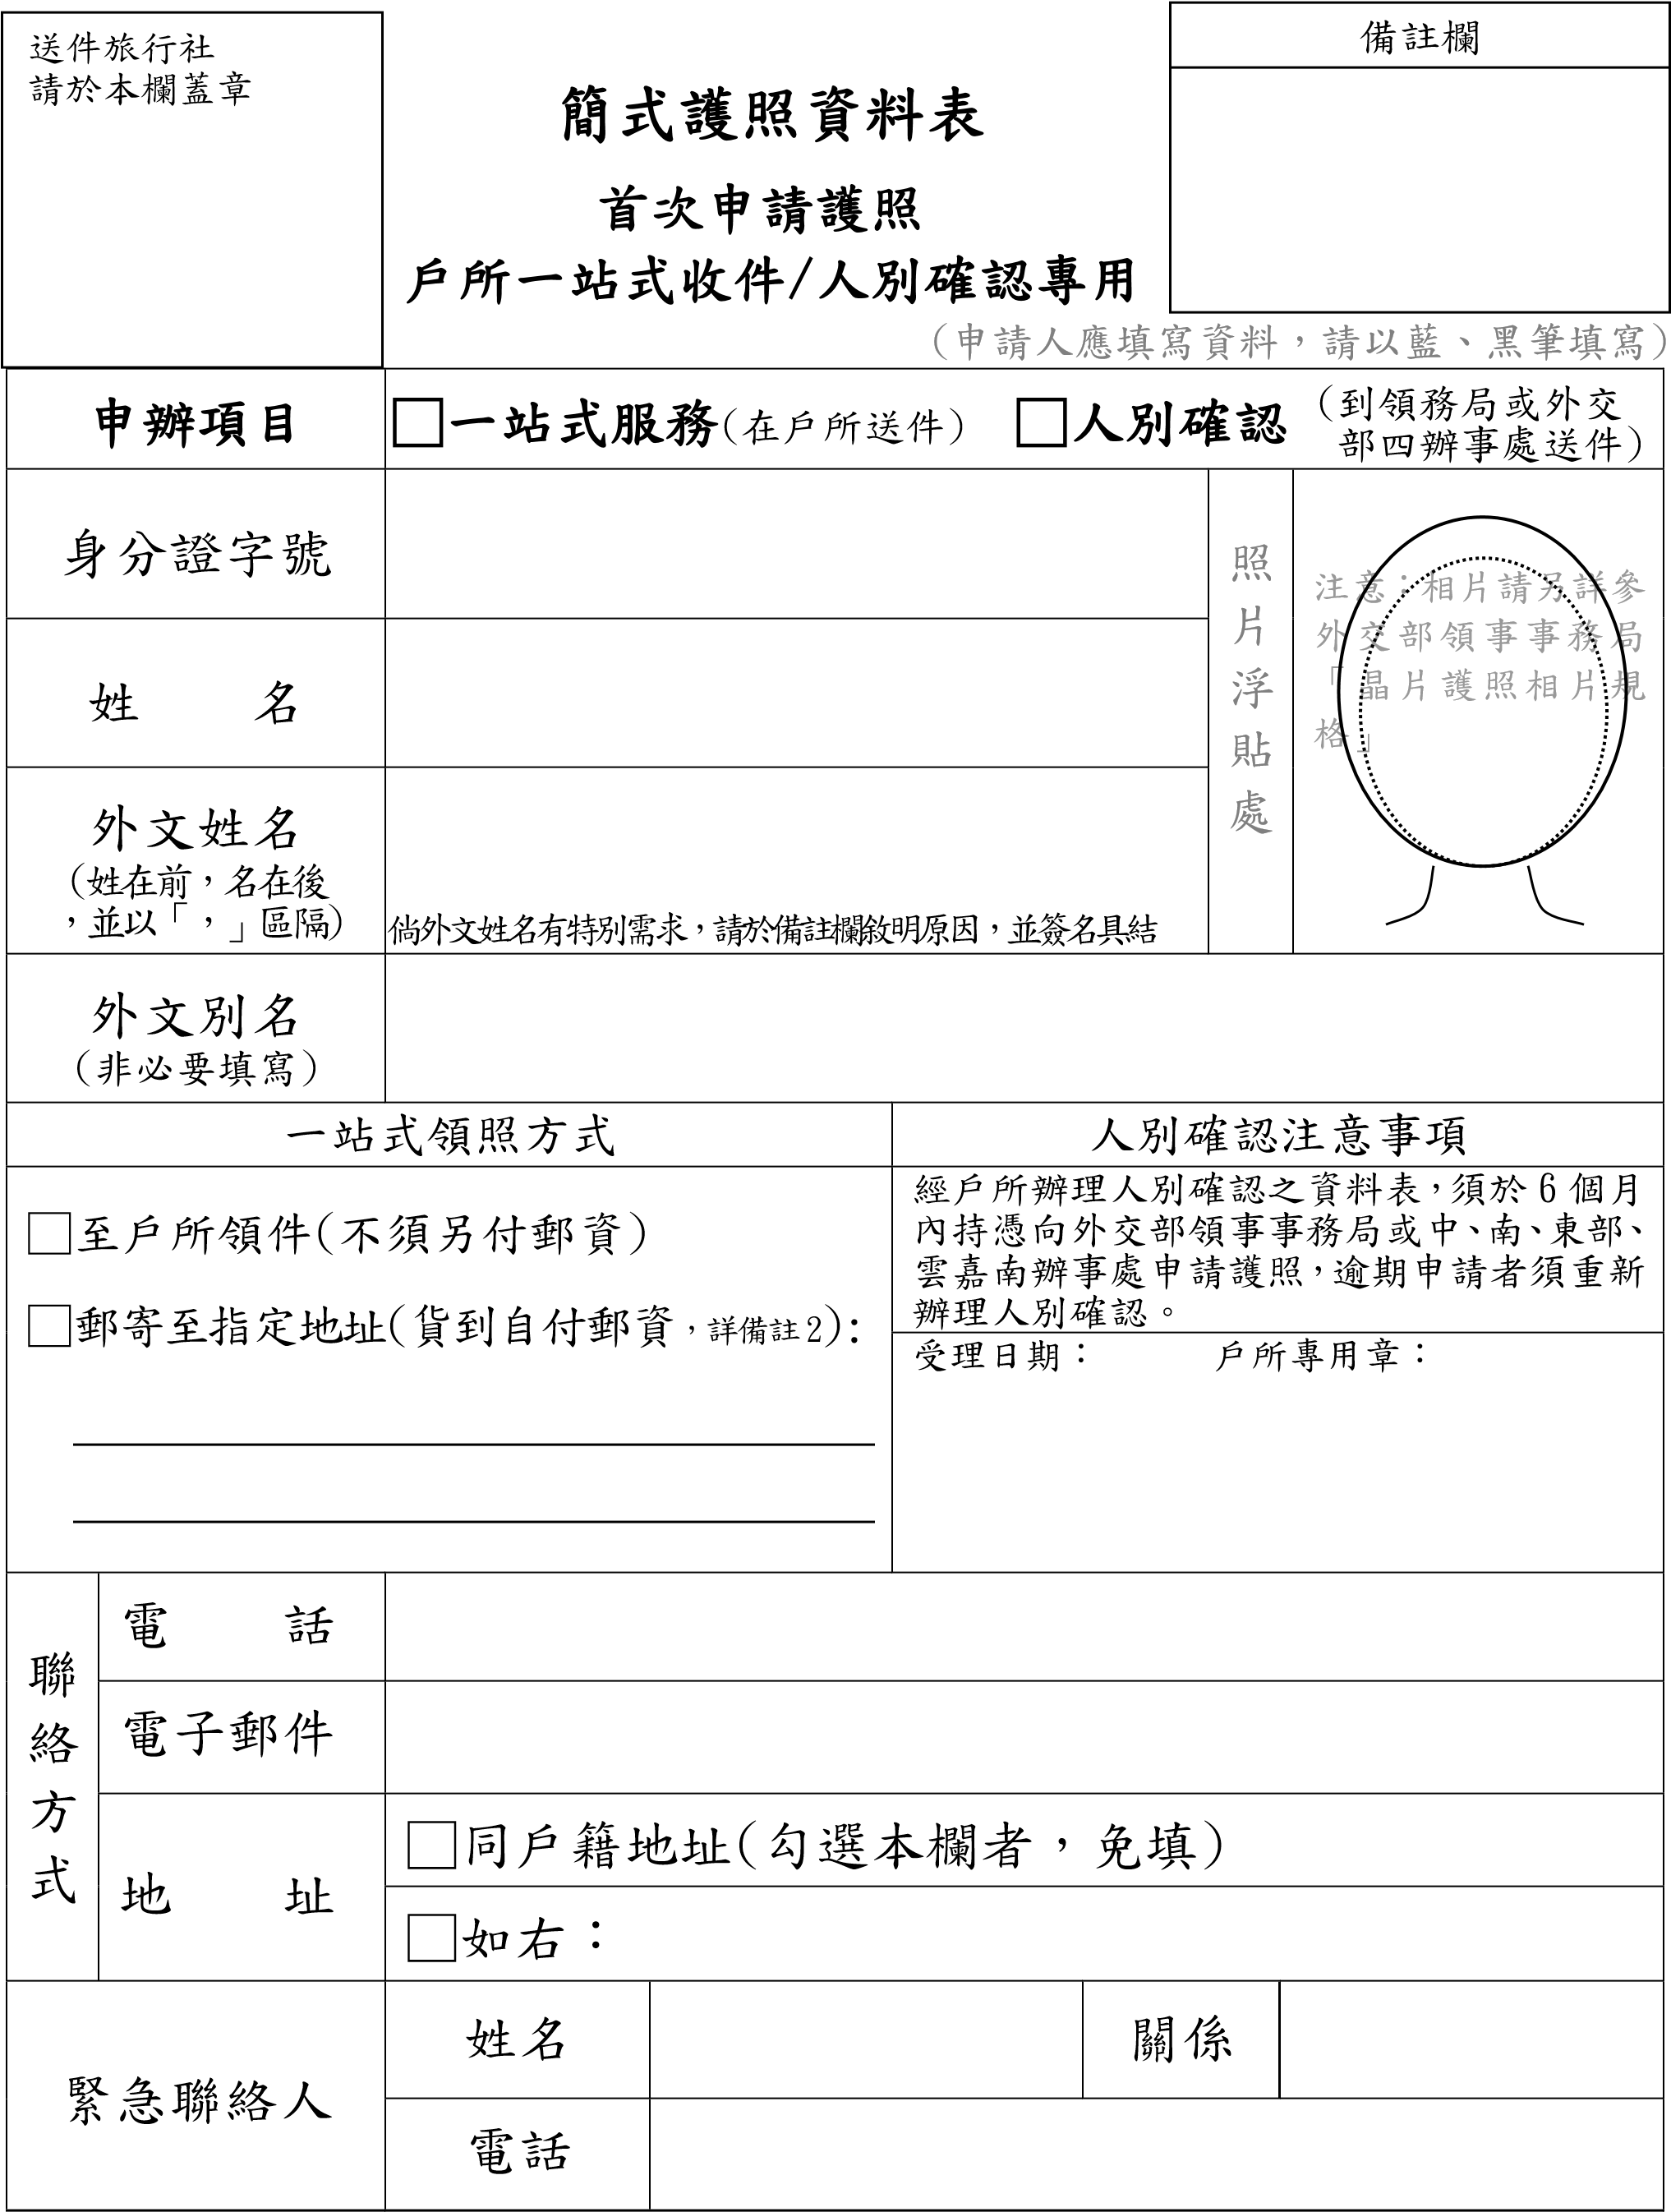 送件旅行社
請於本欄蓋章
備註欄
簡式護照資料表
首次申請護照
戶所一站式收件/人別確認專用
（申請人應填寫資料，請以藍、黑筆填寫）
申辦項目
□一站式服務(在戶所送件)
□人別確認
（到領務局或外交
部四辦事處送件）
身分證字號
姓 名
外文姓名
（姓在前，名在後
，並以「，」區隔）
倘外文姓名有特別需求，請於備註欄敘明原因，並簽名具結
照
片
浮
貼
處
注意：相片請另詳參
外交部領事事務局
「晶片護照相片規
格」
外文別名
（非必要填寫）
一站式領照方式
□至戶所領件(不須另付郵資)
□郵寄至指定地址(貨到自付郵資，詳備註2)：
人別確認注意事項
經戶所辦理人別確認之資料表，須於6個月
內持憑向外交部領事事務局或中、南、東部、
雲嘉南辦事處申請護照，逾期申請者須重新
辦理人別確認。
受理日期： 戶所專用章：
聯
絡
方
式
電 話
電子郵件
地 址
□同戶籍地址(勾選本欄者，免填)
□如右：
緊急聯絡人
姓名
關係
電話